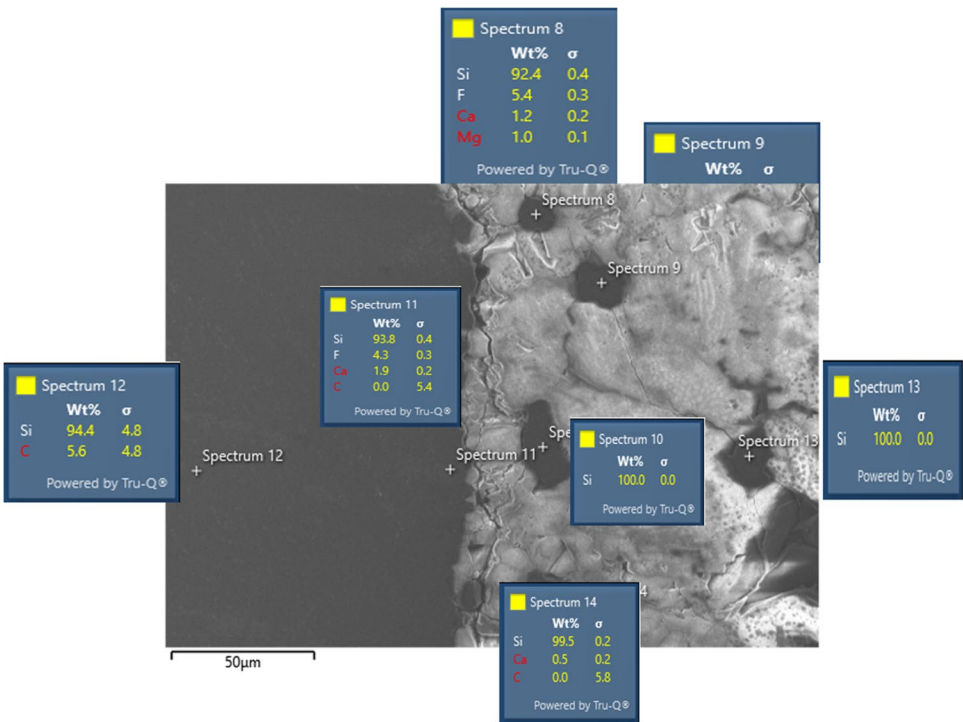 Spectrum 8
Wt% σ
Si 92.4 0.4
F 5.4 0.3
Ca 1.2 0.2
Mg 1.0 0.1
Powered by Tru-Q®
Spectrum 9
Wt% σ
Spectrum 8
Spectrum 9
Spectrum 11
Wt% σ
Si 93.8 0.4
F 4.3 0.3
Ca 1.9 0.2
C 0.0 5.4
Powered by Tru-Q®
Spectrum 12
Wt% σ
Si 94.4 4.8
C 5.6 4.8
Powered by Tru-Q®
Spectrum 12
Spectrum 11
Spectrum 10
Wt% σ
Si 100.0 0.0
Powered by Tru-Q®
Spectrum 13
Spectrum 13
Wt% σ
Si 100.0 0.0
Powered by Tru-Q®
Spectrum 14
Wt% σ
Si 99.5 0.2
Ca 0.5 0.2
C 0.0 5.8
Powered by Tru-Q®
50μm